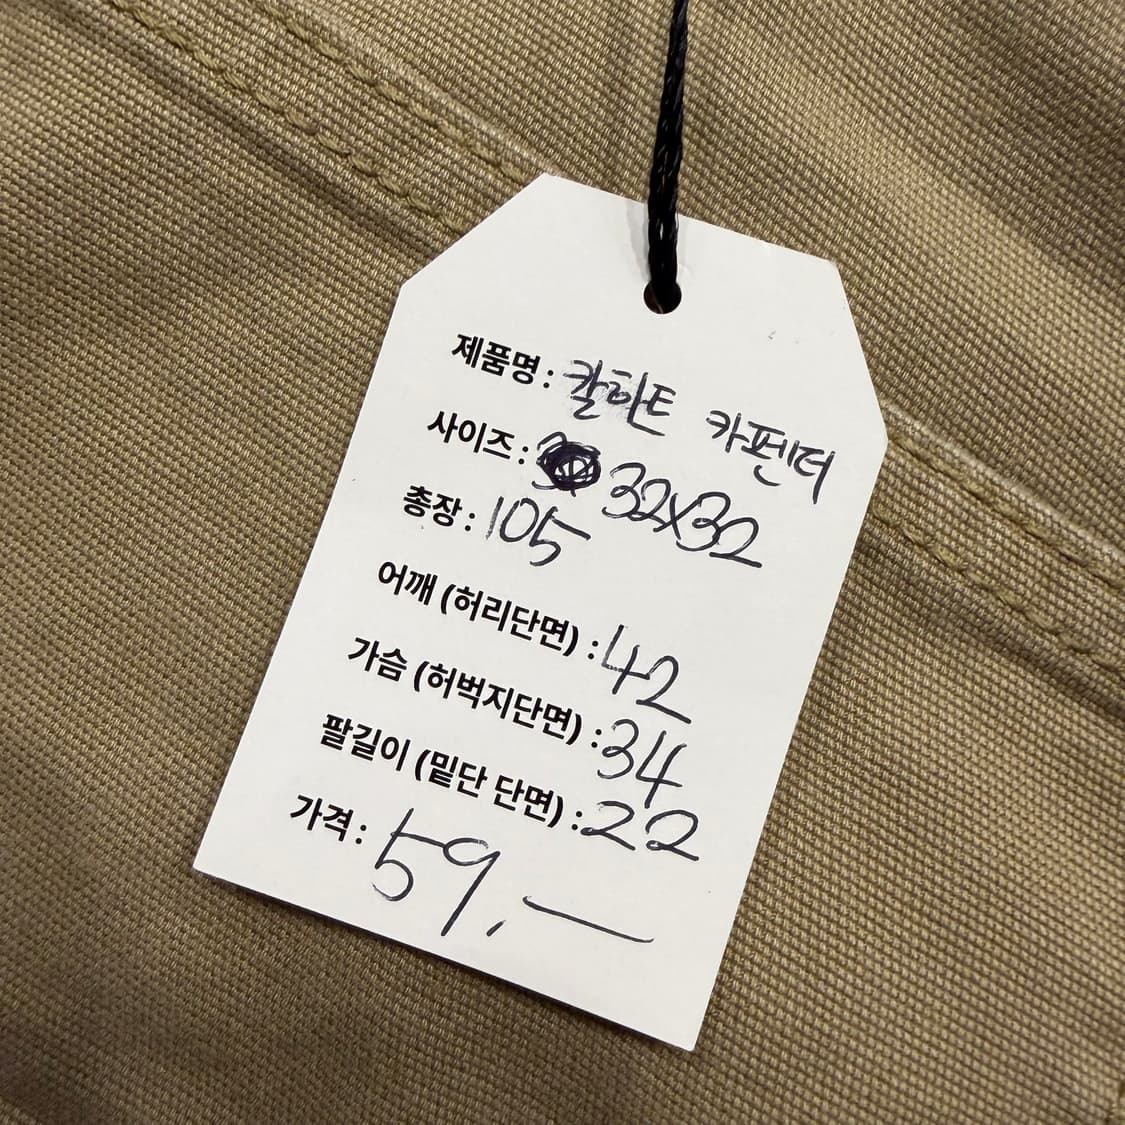 제품명 : 칼하트 카펜더
사이즈 : 32x32
총장 : 105
어깨 (허리단면) : 42
가슴 (허벅지단면) : 34
팔길이 (밑단 단면) : 22
가격 : 59,—